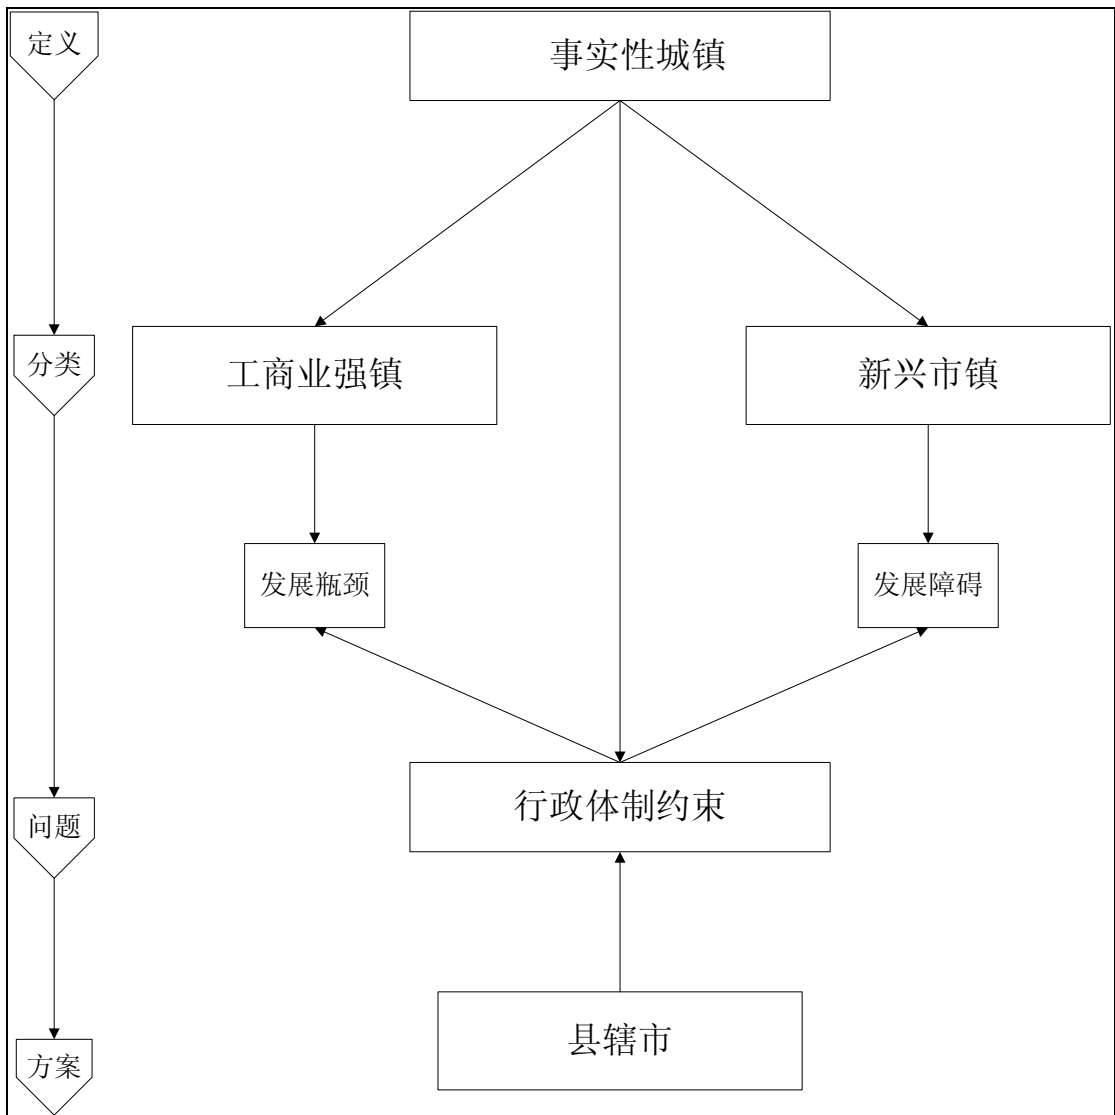 定义
事实性城镇
分类
工商业强镇
新兴市镇
发展瓶颈
发展障碍
问题
行政体制约束
方案
县辖市